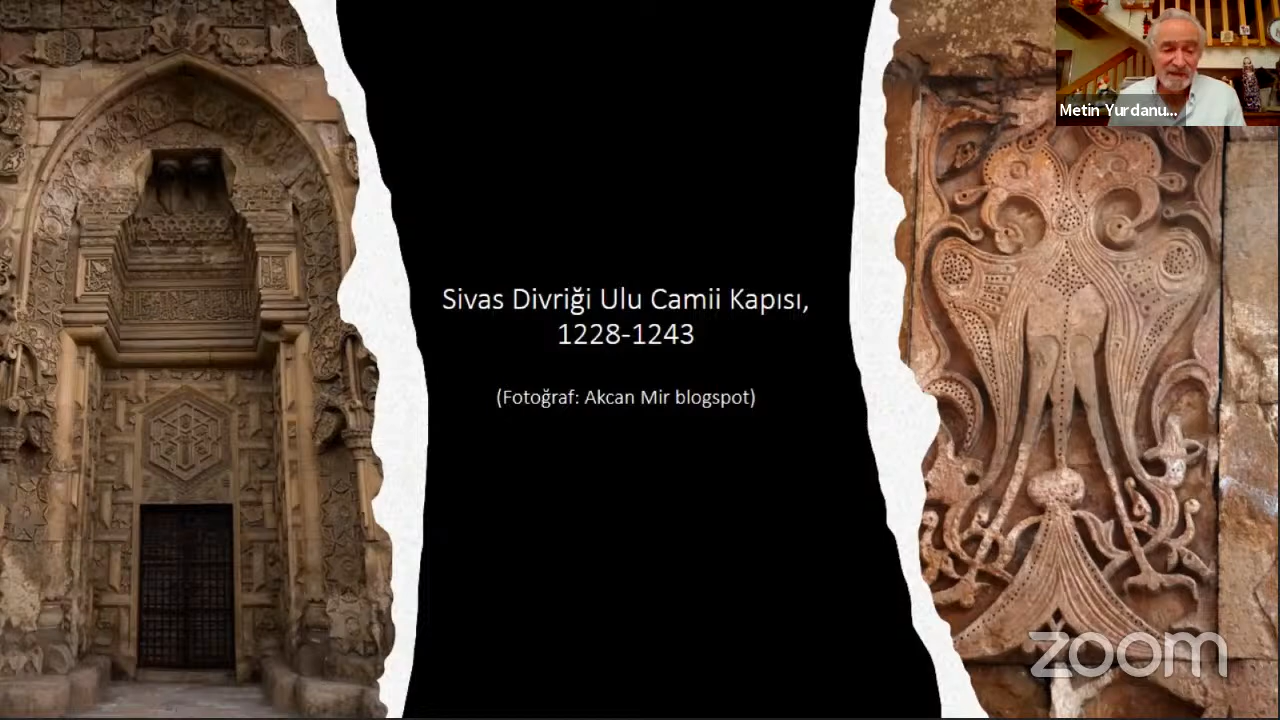 Metin Yurdanu...
Sivas Divriği Ulu Camii Kapısı,
1228-1243
(Fotoğraf: Akcan Mir blogspot)
zoom